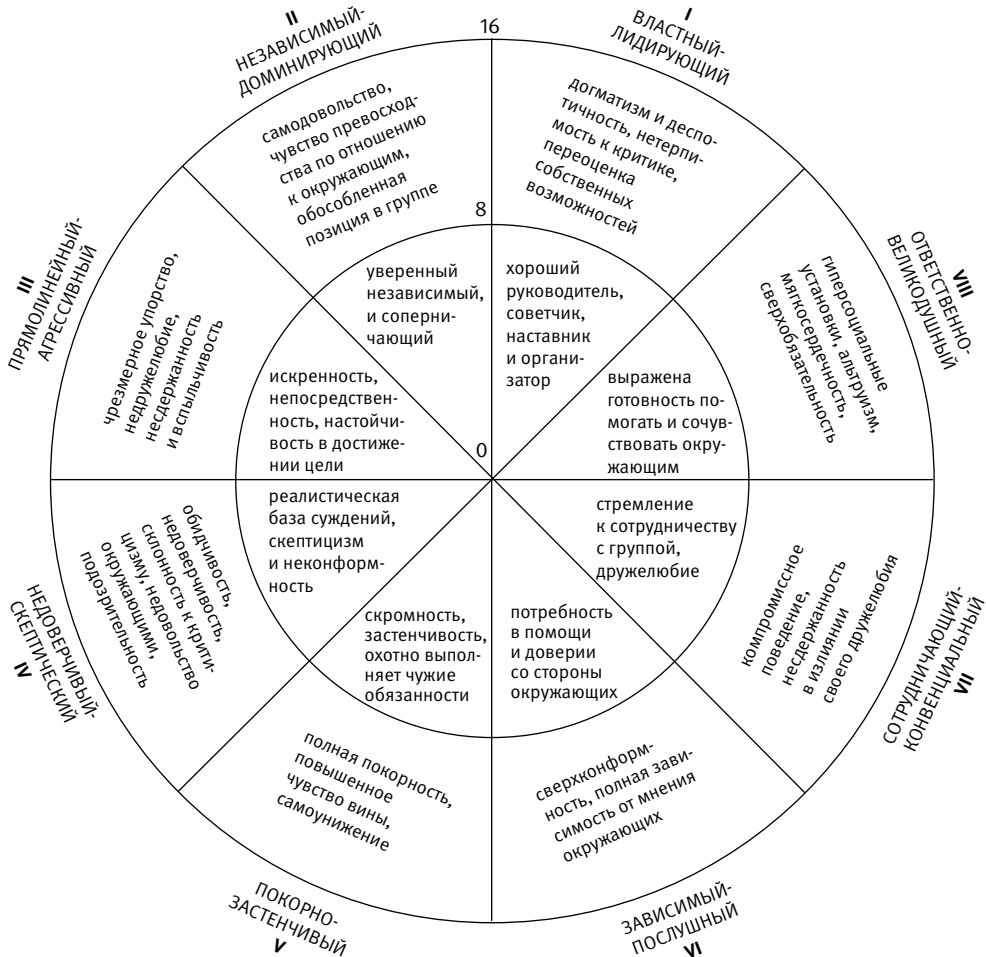 16
8
0
I
ВЛАСТНЫЙ-
ЛИДИРУЮЩИЙ
догматизм и деспо-
тичность, нетерпи-
мость к критике,
переоценка
собственных
возможностей
хороший
руководитель,
советчик,
наставник
и органи-
затор
II
НЕЗАВИСИМЫЙ-
ДОМИНИРУЮЩИЙ
самодовольство,
чувство превосход-
ства по отношению
к окружающим,
обособленная
позиция в группе
уверенный
независимый,
и соперни-
чающий
III
ПРЯМОЛИНЕЙНЫЙ-
АГРЕССИВНЫЙ
чрезмерное упорство,
недружелюбие,
несдержанность
и вспыльчивость
искренность,
непосредствен-
ность, настойчи-
вость в достиже-
нии цели
НЕДОВЕРЧИВЫЙ-
СКЕПТИЧЕСКИЙ
IV
обидчивость,
недоверчивость,
склонность к крити-
цизму, недовольство
окружающими,
подозрительность
реалистическая
база суждений,
скептицизм
и неконформ-
ность
скромность,
застенчивость,
охотно выпол-
няет чужие
обязанности
полная покорность,
повышенное
чувство вины,
самоунижение
ПОКОРНО-
ЗАСТЕНЧИВЫЙ
V
потребность
в помощи
и доверии
со стороны
окружающих
сверхконформ-
ность, полная зави-
симость от мнения
окружающих
ЗАВИСИМЫЙ-
ПОСЛУШНЫЙ
VI
стремление
к сотрудничеству
с группой,
дружелюбие
компромиссное
поведение,
несдержанность
в излиянии
своего дружелюбия
СОТРУДНИЧАЮЩИЙ-
КОНВЕНЦИАЛЬНЫЙ
VII
VIII
ОТВЕТСТВЕННО-
ВЕЛИКОДУШНЫЙ
гиперсоциальные
установки, альтруизм,
мягкосердечность,
сверхобязательность
выражена
готовность по-
могать и сочув-
ствовать окру-
жающим